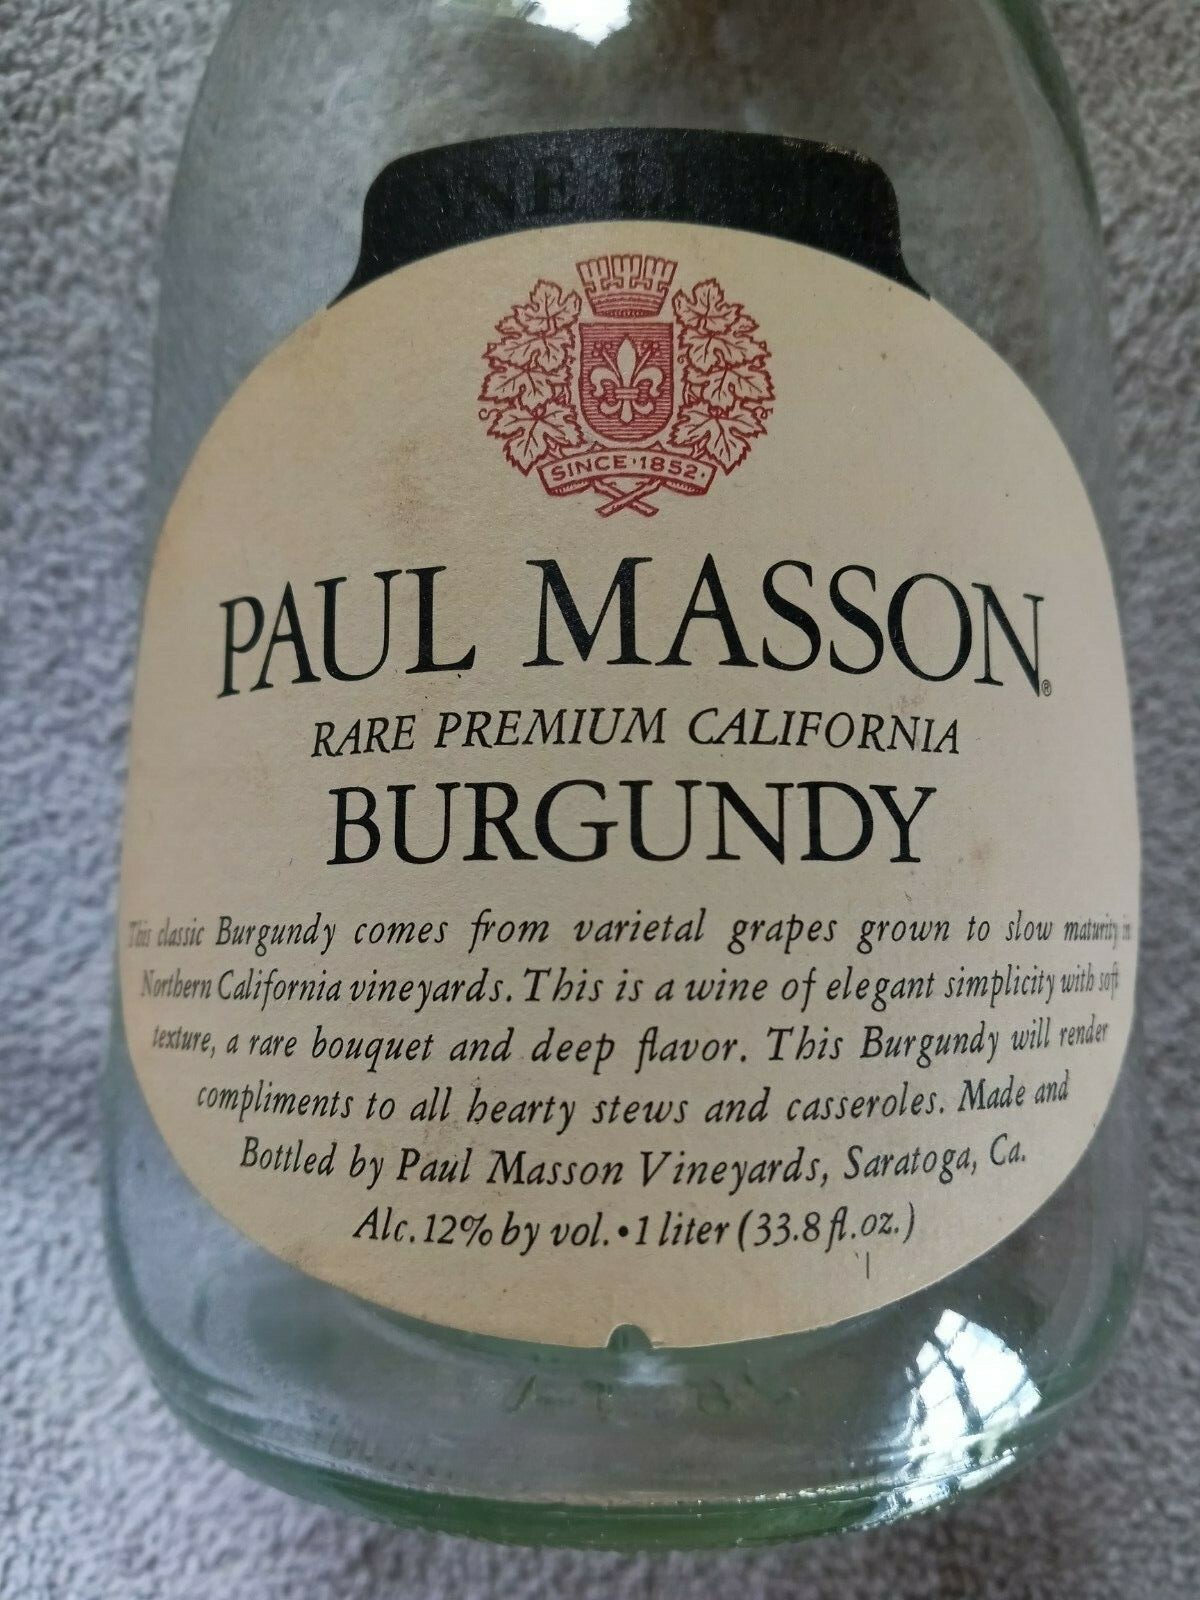 SINCE·1852·
PAUL MASSON®
RARE PREMIUM CALIFORNIA
BURGUNDY
This classic Burgundy comes from varietal grapes grown to slow maturity in
Northern California vineyards. This is a wine of elegant simplicity with soft
texture, a rare bouquet and deep flavor. This Burgundy will render
compliments to all hearty stews and casseroles. Made and
Bottled by Paul Masson Vineyards, Saratoga, Ca.
Alc. 12% by vol. • 1 liter (33.8 fl. oz.)